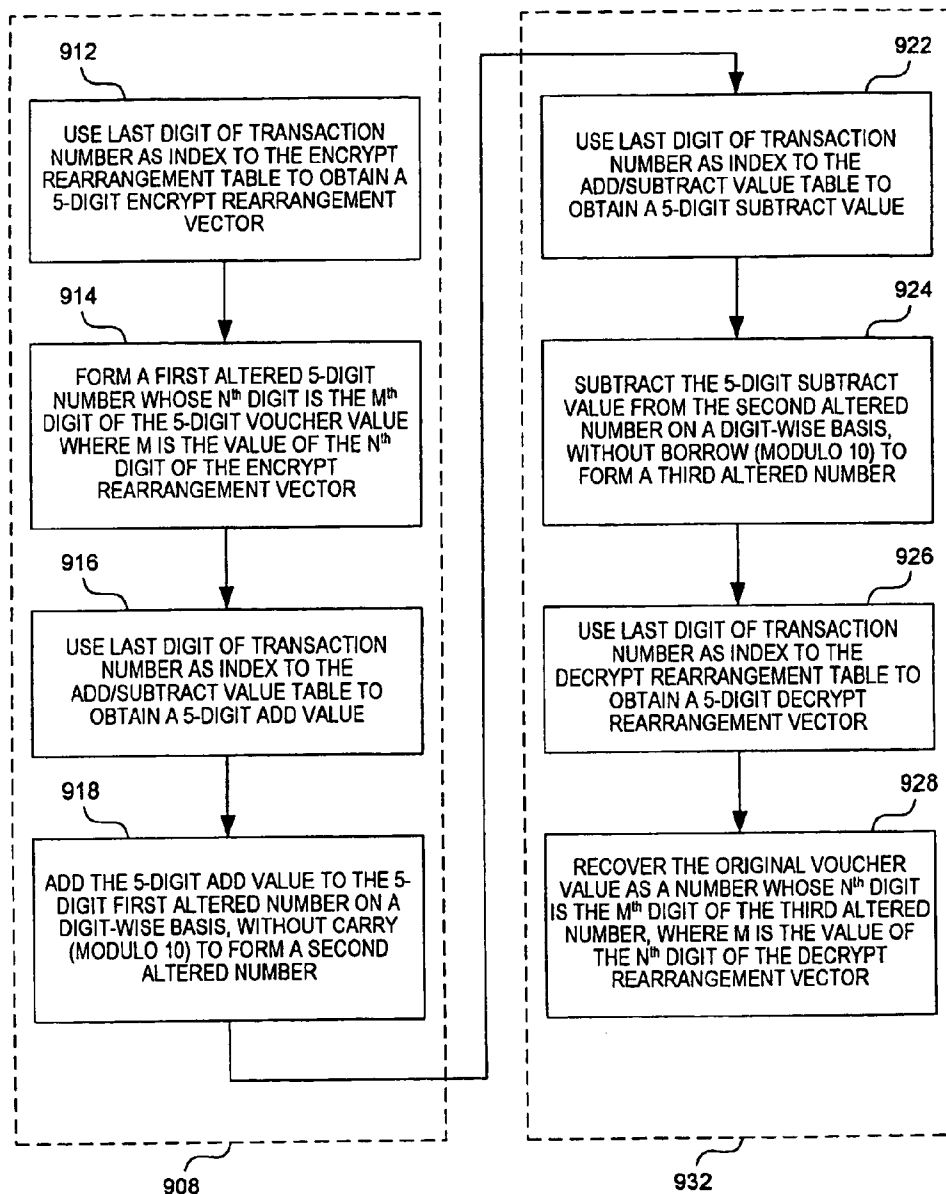 912
USE LAST DIGIT OF TRANSACTION
NUMBER AS INDEX TO THE ENCRYPT
REARRANGEMENT TABLE TO OBTAIN A
5-DIGIT ENCRYPT REARRANGEMENT
VECTOR
914
FORM A FIRST ALTERED 5-DIGIT
NUMBER WHOSE Nth DIGIT IS THE Mth
DIGIT OF THE 5-DIGIT VOUCHER VALUE
WHERE M IS THE VALUE OF THE Nth
DIGIT OF THE ENCRYPT
REARRANGEMENT VECTOR
916
USE LAST DIGIT OF TRANSACTION
NUMBER AS INDEX TO THE
ADD/SUBTRACT VALUE TABLE TO
OBTAIN A 5-DIGIT ADD VALUE
918
ADD THE 5-DIGIT ADD VALUE TO THE 5-
DIGIT FIRST ALTERED NUMBER ON A
DIGIT-WISE BASIS, WITHOUT CARRY
(MODULO 10) TO FORM A SECOND
ALTERED NUMBER
908
922
USE LAST DIGIT OF TRANSACTION
NUMBER AS INDEX TO THE
ADD/SUBTRACT VALUE TABLE TO
OBTAIN A 5-DIGIT SUBTRACT VALUE
924
SUBTRACT THE 5-DIGIT SUBTRACT
VALUE FROM THE SECOND ALTERED
NUMBER ON A DIGIT-WISE BASIS,
WITHOUT BORROW (MODULO 10) TO
FORM A THIRD ALTERED NUMBER
926
USE LAST DIGIT OF TRANSACTION
NUMBER AS INDEX TO THE
DECRYPT REARRANGEMENT TABLE TO
OBTAIN A 5-DIGIT DECRYPT
REARRANGEMENT VECTOR
928
RECOVER THE ORIGINAL VOUCHER
VALUE AS A NUMBER WHOSE Nth DIGIT
IS THE Mth DIGIT OF THE THIRD ALTERED
NUMBER, WHERE M IS THE VALUE OF
THE Nth DIGIT OF THE DECRYPT
REARRANGEMENT VECTOR
932